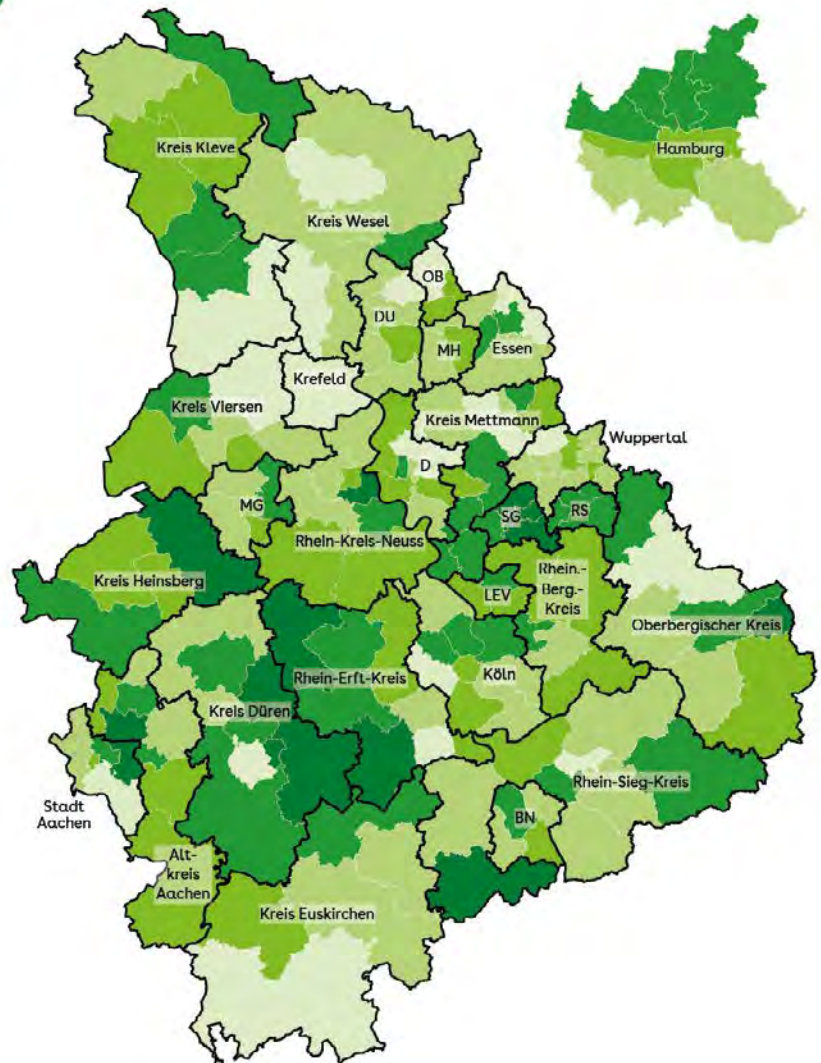 Hamburg
Kreis Kleve
Kreis Wesel
OB
DU
MH
Essen
Krefeld
Kreis Viersen
Kreis Mettmann
Wuppertal
D
MG
SG
RS
Rhein-Kreis-Neuss
Kreis Heinsberg
LEV
Rhein.-
Berg.-
Kreis
Oberbergischer Kreis
Rhein-Erft-Kreis
Köln
Kreis Düren
Rhein-Sieg-Kreis
Stadt
Aachen
BN
Alt-
kreis
Aachen
Kreis Euskirchen